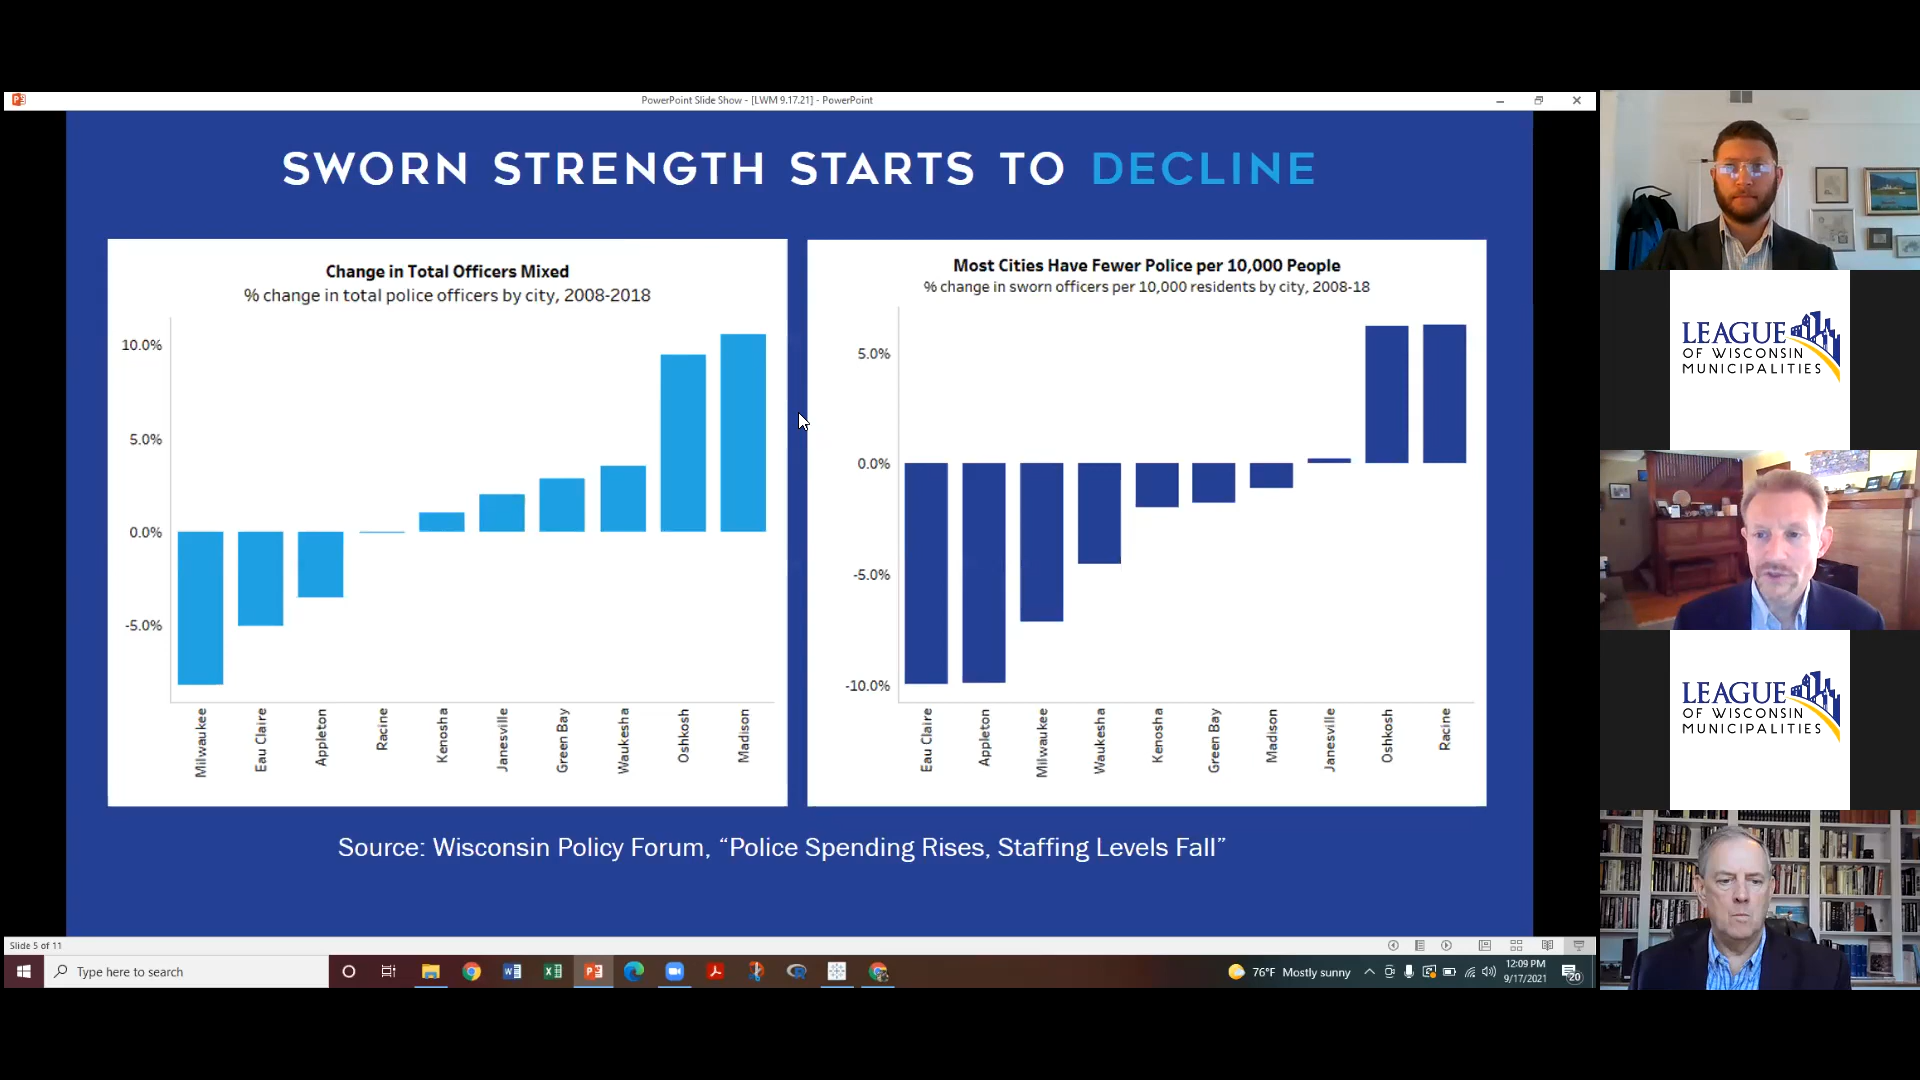 PowerPoint Slide Show - [LWM 9.17.21] - PowerPoint
SWORN STRENGTH STARTS TO DECLINE
Change in Total Officers Mixed
% change in total police officers by city, 2008-2018
10.0%
5.0%
0.0%
-5.0%
Milwaukee
Eau Claire
Appleton
Racine
Kenosha
Janesville
Green Bay
Waukesha
Oshkosh
Madison
Most Cities Have Fewer Police per 10,000 People
% change in sworn officers per 10,000 residents by city, 2008-18
5.0%
0.0%
-5.0%
-10.0%
Eau Claire
Appleton
Milwaukee
Waukesha
Kenosha
Green Bay
Madison
Janesville
Oshkosh
Racine
Source: Wisconsin Policy Forum, “Police Spending Rises, Staffing Levels Fall”
Slide 5 of 11
Type here to search
76°F Mostly sunny
12:09 PM
9/17/2021
20
LEAGUE
OF WISCONSIN
MUNICIPALITIES
LEAGUE
OF WISCONSIN
MUNICIPALITIES